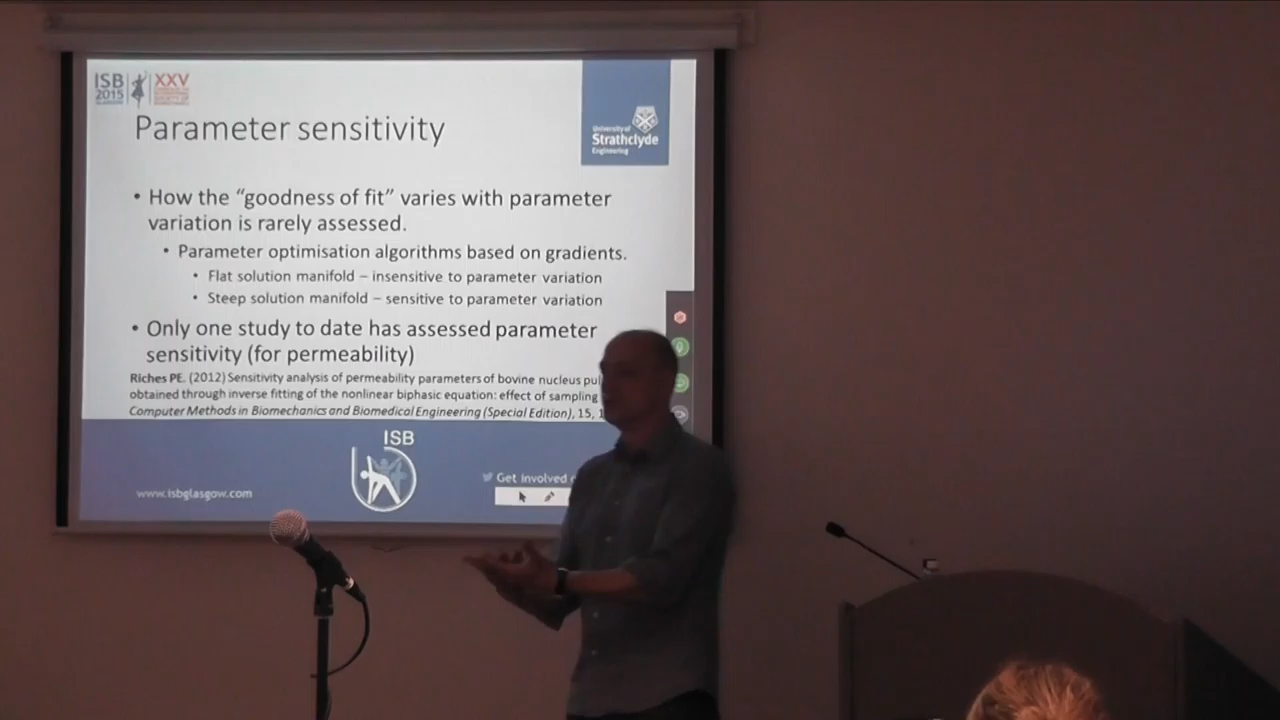 ISB
2015
XXV
University of
Strathclyde
Engineering
Parameter sensitivity
• How the “goodness of fit” varies with parameter
variation is rarely assessed.
• Parameter optimisation algorithms based on gradients.
• Flat solution manifold – insensitive to parameter variation
• Steep solution manifold – sensitive to parameter variation
• Only one study to date has assessed parameter
sensitivity (for permeability)
Riches PE. (2012) Sensitivity analysis of permeability parameters of bovine nucleus
obtained through inverse fitting of the nonlinear biphasic equation: effect of sampling
Computer Methods in Biomechanics and Biomedical Engineering (Special Edition), 15,
ISB
www.isbglasgow.com
Get involved